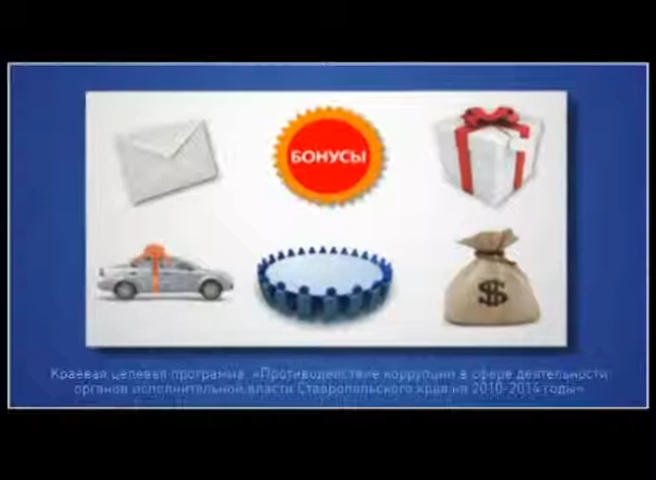 БОНУСЫ
$
Краевая целевая программа «Противодействие коррупции в сфере деятельности
органов исполнительной власти Ставропольского края на 2010-2014 годы»